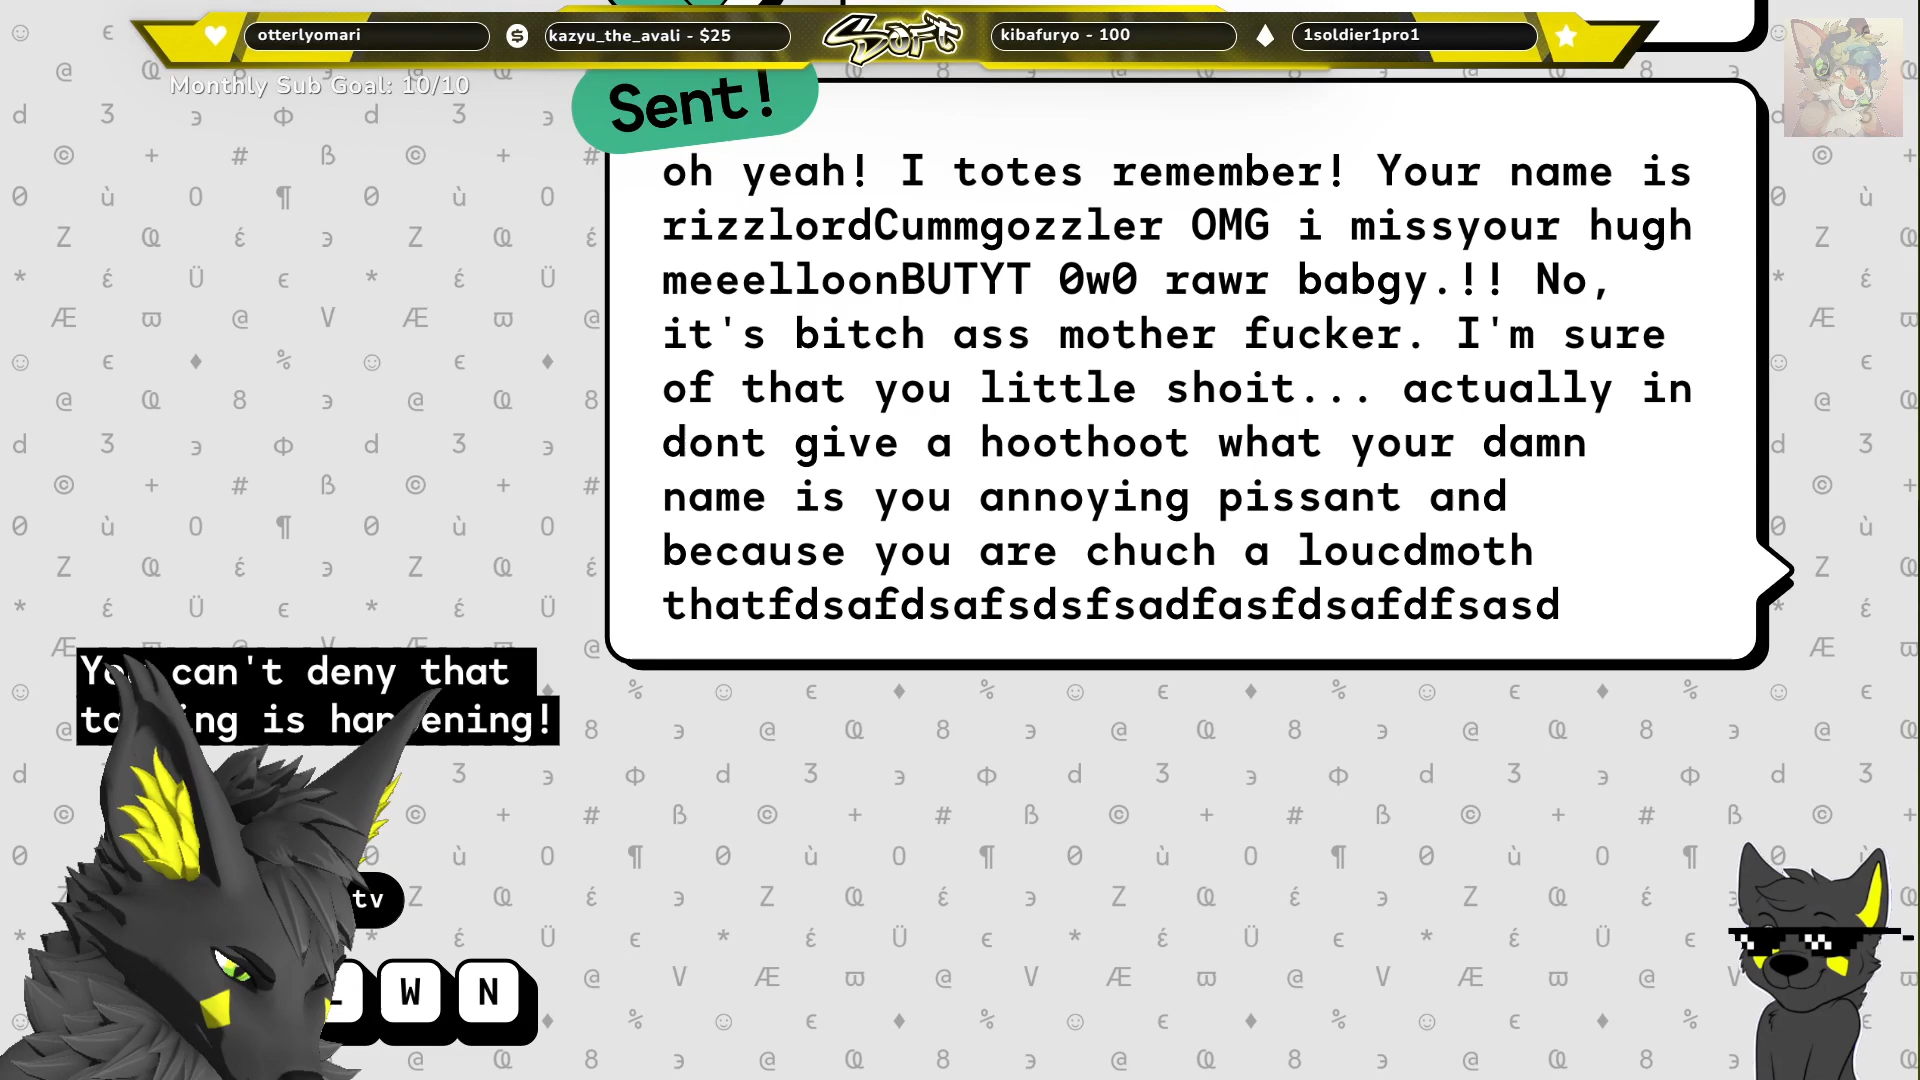 otterlyomari
kazyu_the_avali - $25
Soft
kibafuryo - 100
1soldier1pro1
Monthly Sub Goal: 10/10
Sent!
oh yeah! I totes remember! Your name is
rizzlordCummgozzler OMG i missyour hugh
meeelloonBUTYT 0w0 rawr babgy.!! No,
it's bitch ass mother fucker. I'm sure
of that you little shoit... actually in
dont give a hoothoot what your damn
name is you annoying pissant and
because you are chuch a loucdmoth
thatfdsafdsafsdsfsadfasfdsafdfsasd
can't deny that
is
tv
W N